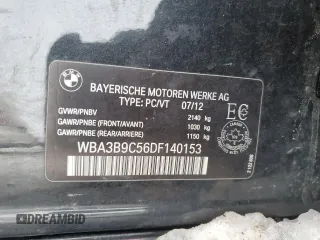 BMW
BAYERISCHE MOTOREN WERKE AG
TYPE: PC/VT 07/12
GVWR/PNBV 2140 kg
GAWR/PNBE (FRONT/AVANT) 1030 kg
GAWR/PNBE (REAR/ARRIERE) 1150 kg
EC
WBA3B9C56DF140153
DREAMBID